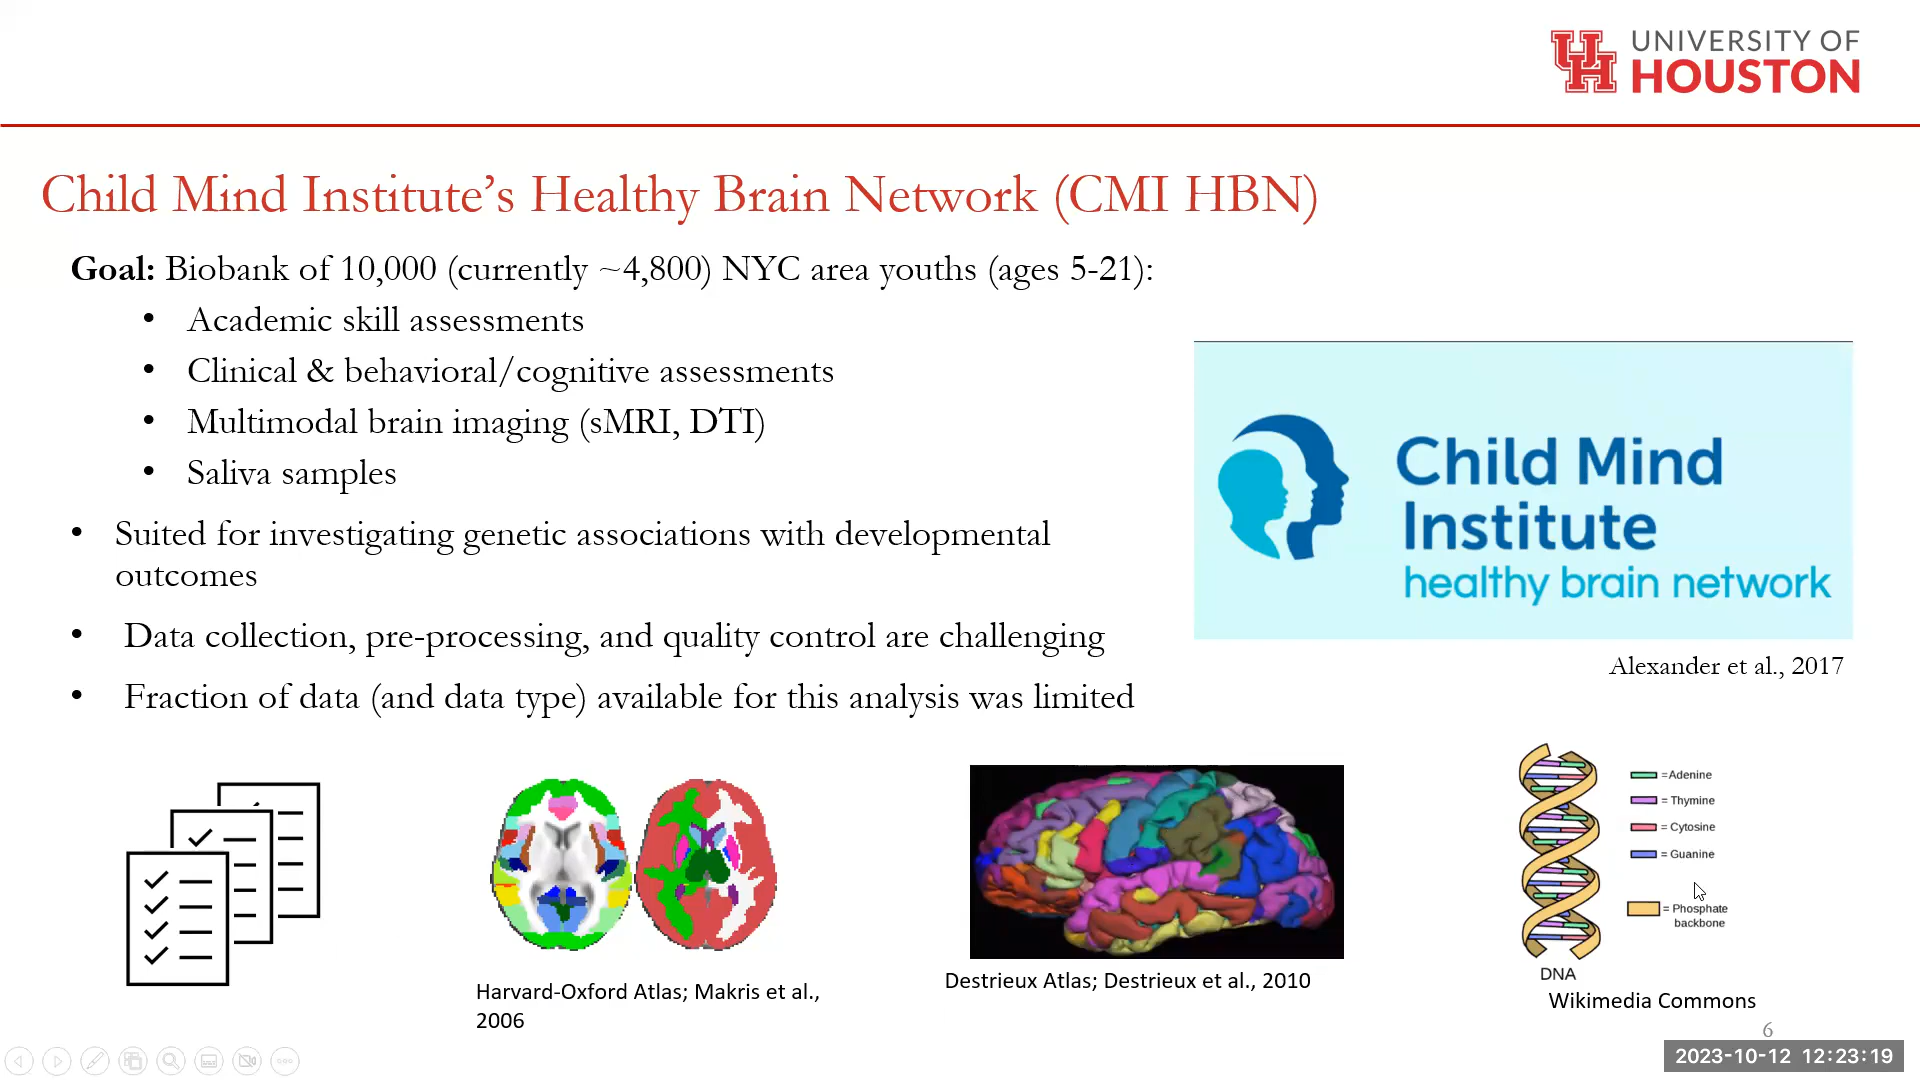 UNIVERSITY OF
HOUSTON
Child Mind Institute’s Healthy Brain Network (CMI HBN)
Goal: Biobank of 10,000 (currently ~4,800) NYC area youths (ages 5-21):
• Academic skill assessments
• Clinical & behavioral/cognitive assessments
• Multimodal brain imaging (sMRI, DTI)
• Saliva samples
• Suited for investigating genetic associations with developmental
outcomes
• Data collection, pre-processing, and quality control are challenging
• Fraction of data (and data type) available for this analysis was limited
Child Mind
Institute
healthy brain network
Alexander et al., 2017
Harvard-Oxford Atlas; Makris et al.,
2006
Destrieux Atlas; Destrieux et al., 2010
=Adenine
= Thymine
= Cytosine
= Guanine
= Phosphate
backbone
DNA
Wikimedia Commons
6
2023-10-12 12:23:19